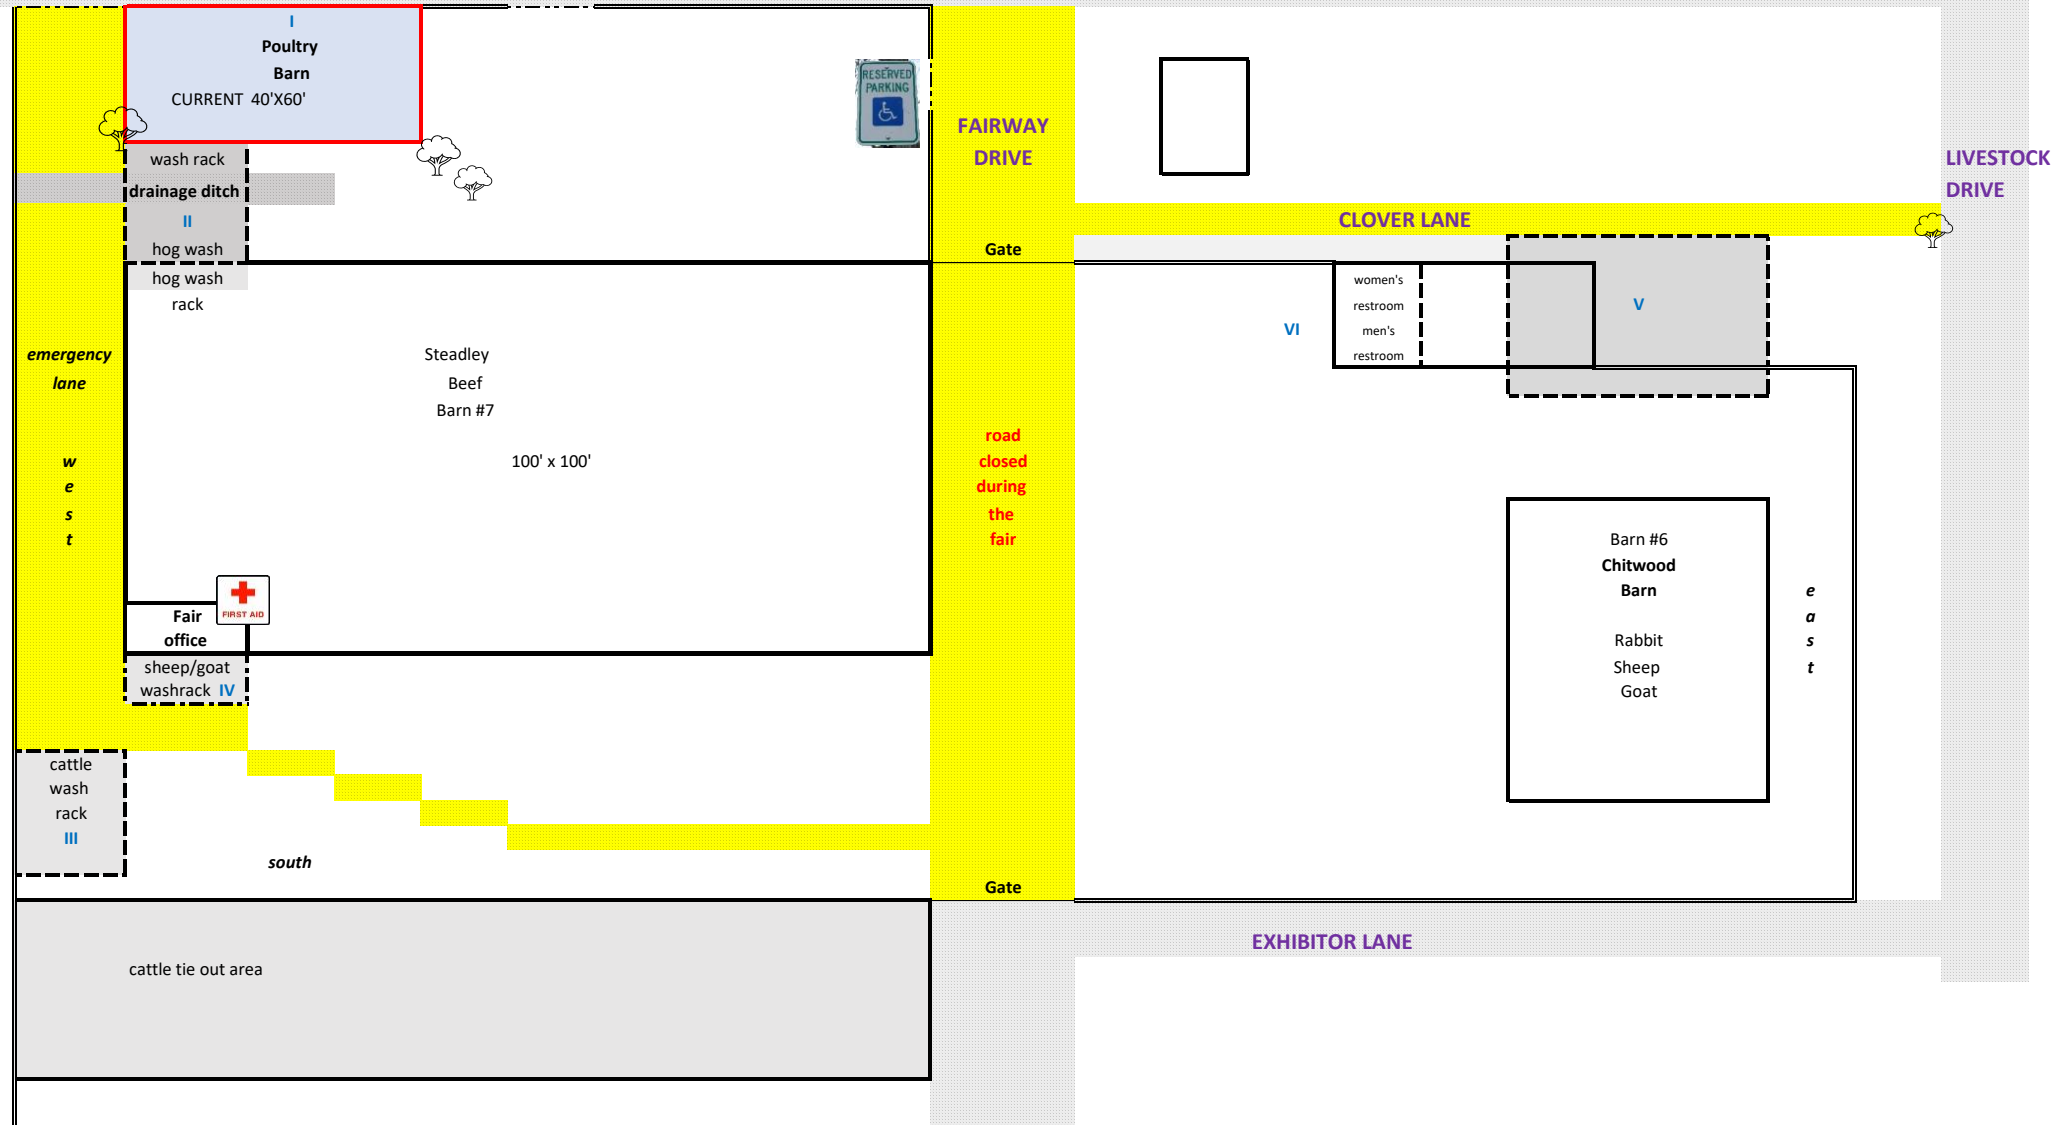 I
Poultry
Barn
CURRENT 40'X60'
RESERVED
PARKING
wash rack
drainage ditch
II
hog wash
hog wash
rack
FAIRWAY
DRIVE
LIVESTOCK
DRIVE
CLOVER LANE
Gate
women's
restroom
men's
restroom
V
VI
emergency
lane
w
e
s
t
Steadley
Beef
Barn #7
100' x 100'
road
closed
during
the
fair
Barn #6
Chitwood
Barn
Rabbit
Sheep
Goat
e
a
s
t
FIRST AID
Fair
office
sheep/goat
washrack IV
cattle
wash
rack
III
south
Gate
EXHIBITOR LANE
cattle tie out area